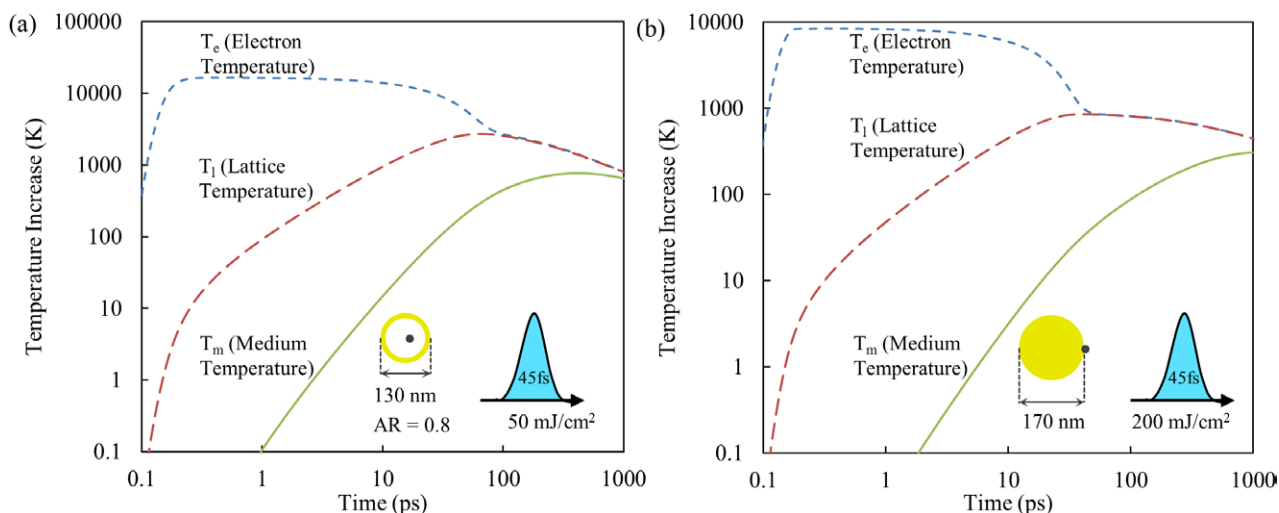 (a)
100000
10000
1000
100
10
1
0.1
Temperature Increase (K)
Te (Electron
Temperature)
Tl (Lattice
Temperature)
Tm (Medium
Temperature)
130 nm
AR = 0.8
45fs
50 mJ/cm²
0.1
1
10
100
1000
Time (ps)
(b)
10000
1000
100
10
1
0.1
Temperature Increase (K)
Te (Electron
Temperature)
Tl (Lattice
Temperature)
Tm (Medium
Temperature)
170 nm
45fs
200 mJ/cm²
0.1
1
10
100
1000
Time (ps)